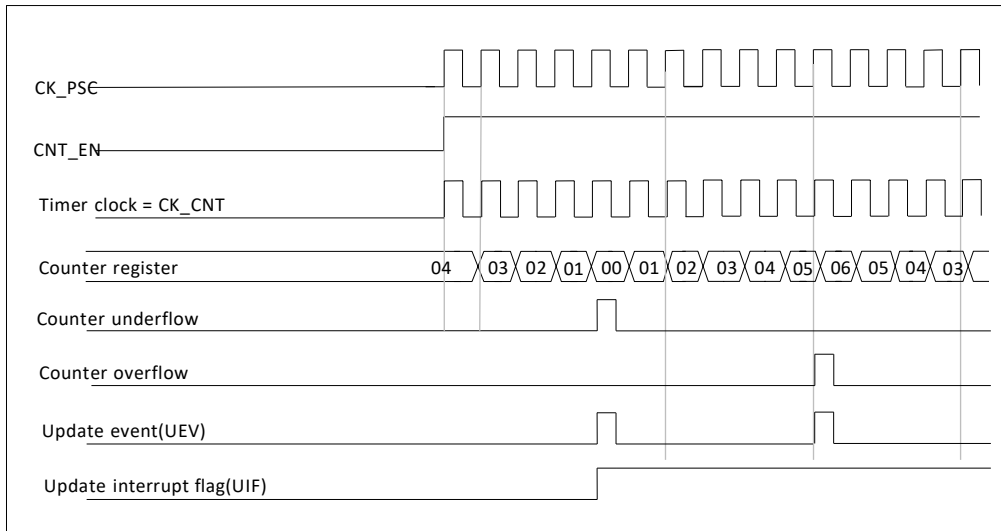 CK_PSC
CNT_EN
Timer clock = CK_CNT
Counter register 04 03 02 01 00 01 02 03 04 05 06 05 04 03
Counter underflow
Counter overflow
Update event(UEV)
Update interrupt flag(UIF)